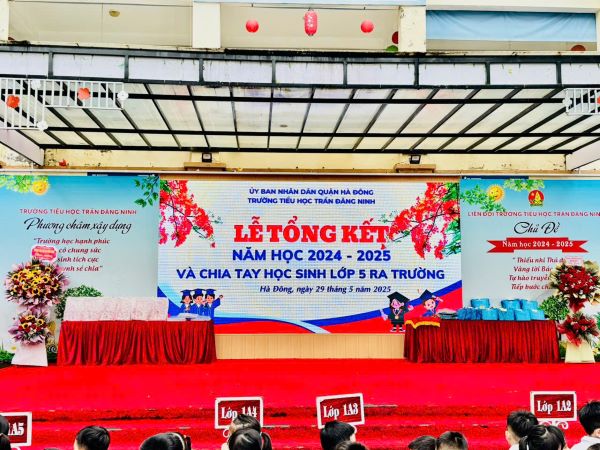 ỦY BAN NHÂN DÂN QUẬN HÀ ĐÔNG
TRƯỜNG TIỂU HỌC TRẦN ĐĂNG NINH
LỄ TỔNG KẾT
NĂM HỌC 2024 - 2025
VÀ CHIA TAY HỌC SINH LỚP 5 RA TRƯỜNG
Hà Đông, ngày 29 tháng 5 năm 2025
TRƯỜNG TIỂU HỌC TRẦN ĐĂNG NINH
Phương châm xây dựng
"Trường học hạnh phúc
có chung sức
sinh tích cực
sinh sẻ chia"
LIÊN ĐỘI TRƯỜNG TIỂU HỌC TRẦN ĐĂNG NINH
Chủ Đề
Năm học 2024 - 2025
"Thiếu nhi Thủ
Vâng lời Bác
Tự hào truyền
Tiếp bước
1A5
Lớp 1A4
Lớp 1A3
Lớp 1A2